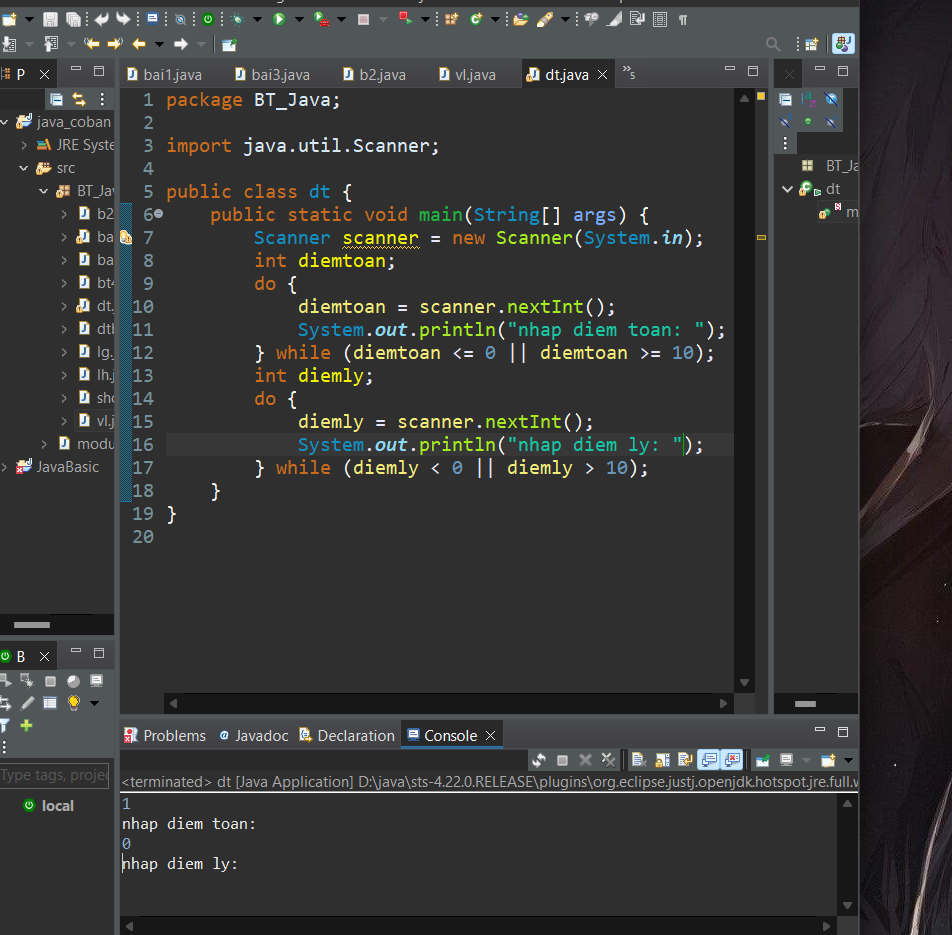 P
bai1.java
bai3.java
b2.java
vl.java
dt.java
»5
java_coban
JRE Syste
src
BT_Jav
b2
ba
ba
bt4
dt.
dtl
lg.
lh.j
sho
vl.j
modu
JavaBasic
1 package BT_Java;
2
3 import java.util.Scanner;
4
5 public class dt {
6 public static void main(String[] args) {
7 Scanner scanner = new Scanner(System.in);
8 int diemtoan;
9 do {
10 diemtoan = scanner.nextInt();
11 System.out.println("nhap diem toan: ");
12 } while (diemtoan <= 0 || diemtoan >= 10);
13 int diemly;
14 do {
15 diemly = scanner.nextInt();
16 System.out.println("nhap diem ly: ");
17 } while (diemly < 0 || diemly > 10);
18 }
19 }
20
BT_Ja
dt
m
B
Type tags, projec
local
Problems
Javadoc
Declaration
Console
<terminated> dt [Java Application] D:\java\sts-4.22.0.RELEASE\plugins\org.eclipse.justj.openjdk.hotspot.jre.full.w
1
nhap diem toan:
0
nhap diem ly: